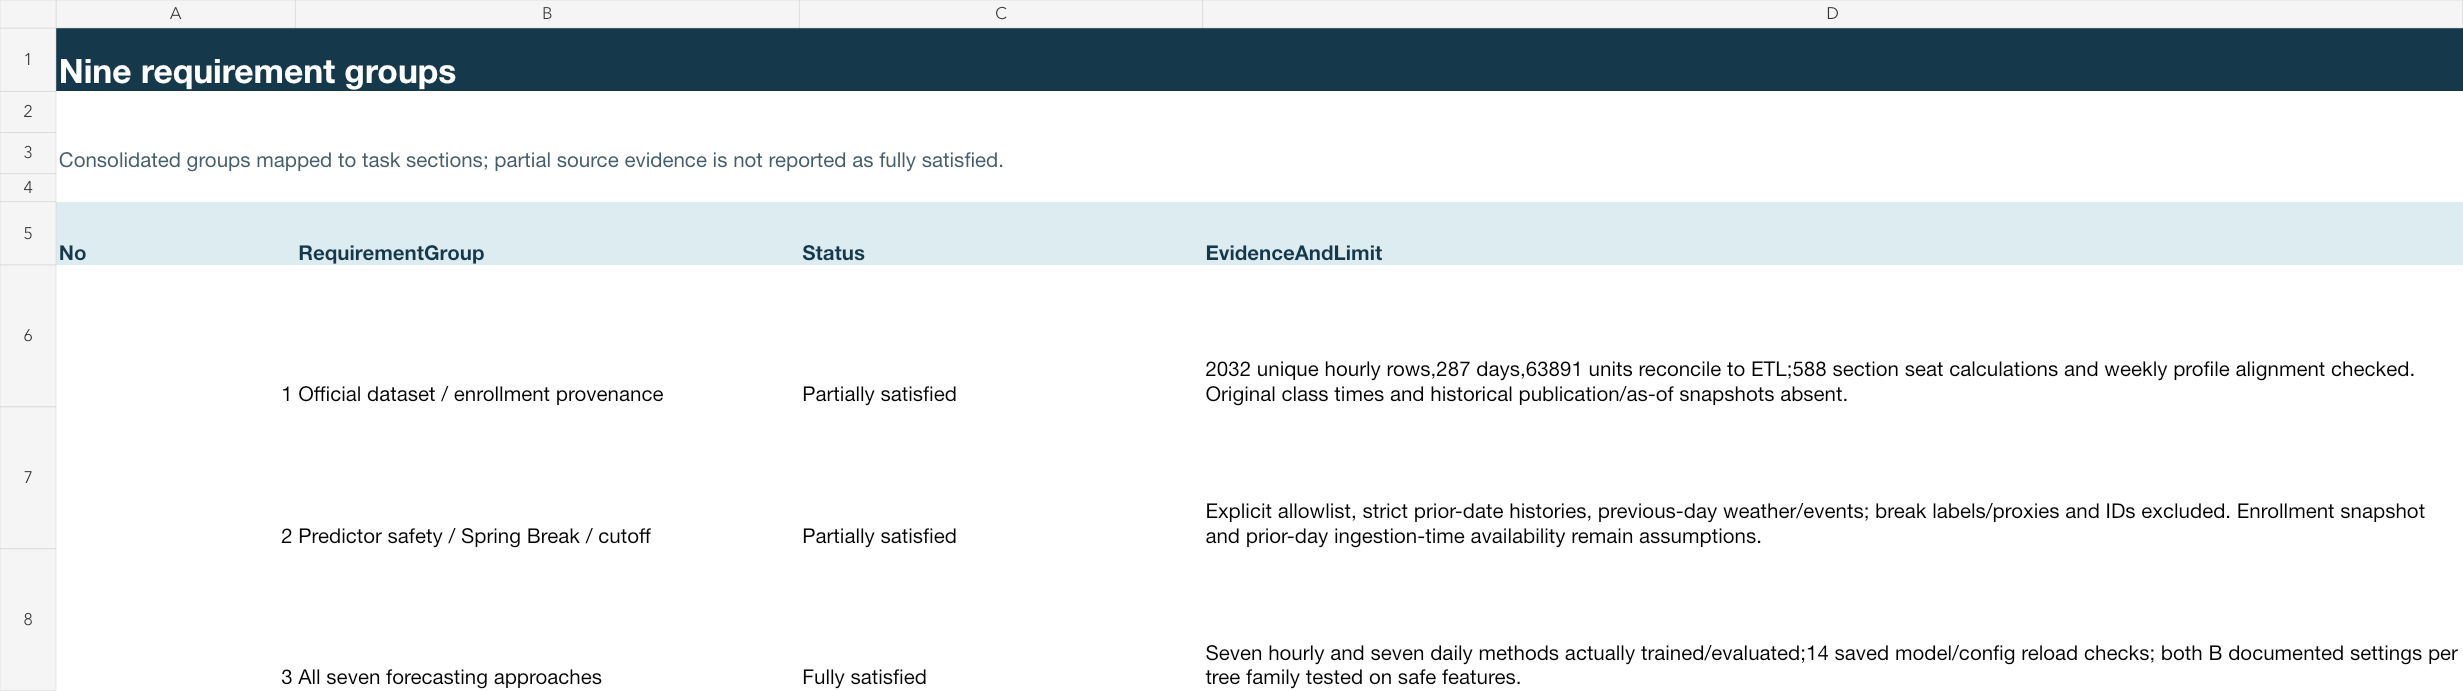 A B C D
1 Nine requirement groups
2
3 Consolidated groups mapped to task sections; partial source evidence is not reported as fully satisfied.
4
5 No RequirementGroup Status EvidenceAndLimit
6
2032 unique hourly rows,287 days,63891 units reconcile to ETL;588 section seat calculations and weekly profile alignment checked.
1 Official dataset / enrollment provenance Partially satisfied Original class times and historical publication/as-of snapshots absent.
7
Explicit allowlist, strict prior-date histories, previous-day weather/events; break labels/proxies and IDs excluded. Enrollment snapshot
2 Predictor safety / Spring Break / cutoff Partially satisfied and prior-day ingestion-time availability remain assumptions.
8
Seven hourly and seven daily methods actually trained/evaluated;14 saved model/config reload checks; both B documented settings per
3 All seven forecasting approaches Fully satisfied tree family tested on safe features.